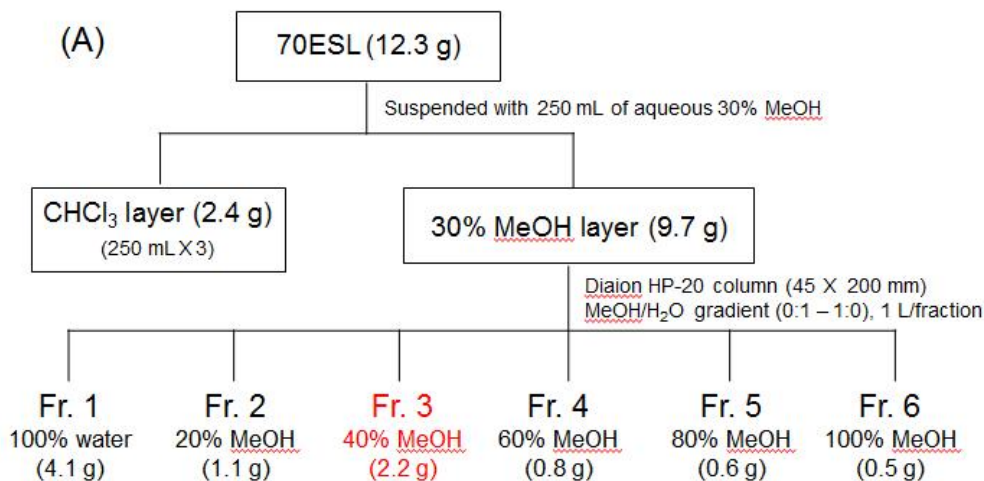 (A)
70ESL (12.3 g)
Suspended with 250 mL of aqueous 30% MeOH
CHCl₃ layer (2.4 g)
(250 mL X 3)
30% MeOH layer (9.7 g)
Diaion HP-20 column (45 X 200 mm)
MeOH/H₂O gradient (0:1 – 1:0), 1 L/fraction
Fr. 1
100% water
(4.1 g)
Fr. 2
20% MeOH
(1.1 g)
Fr. 3
40% MeOH
(2.2 g)
Fr. 4
60% MeOH
(0.8 g)
Fr. 5
80% MeOH
(0.6 g)
Fr. 6
100% MeOH
(0.5 g)